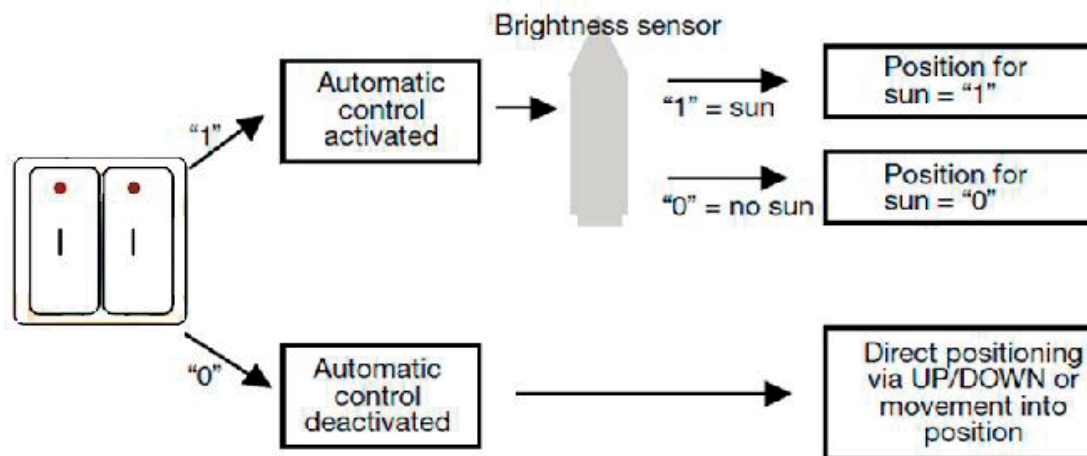 Brightness sensor
Automatic
control
activated
“1”
“1” = sun
Position for
sun = “1”
“0” = no sun
Position for
sun = “0”
“0”
Automatic
control
deactivated
Direct positioning
via UP/DOWN or
movement into
position